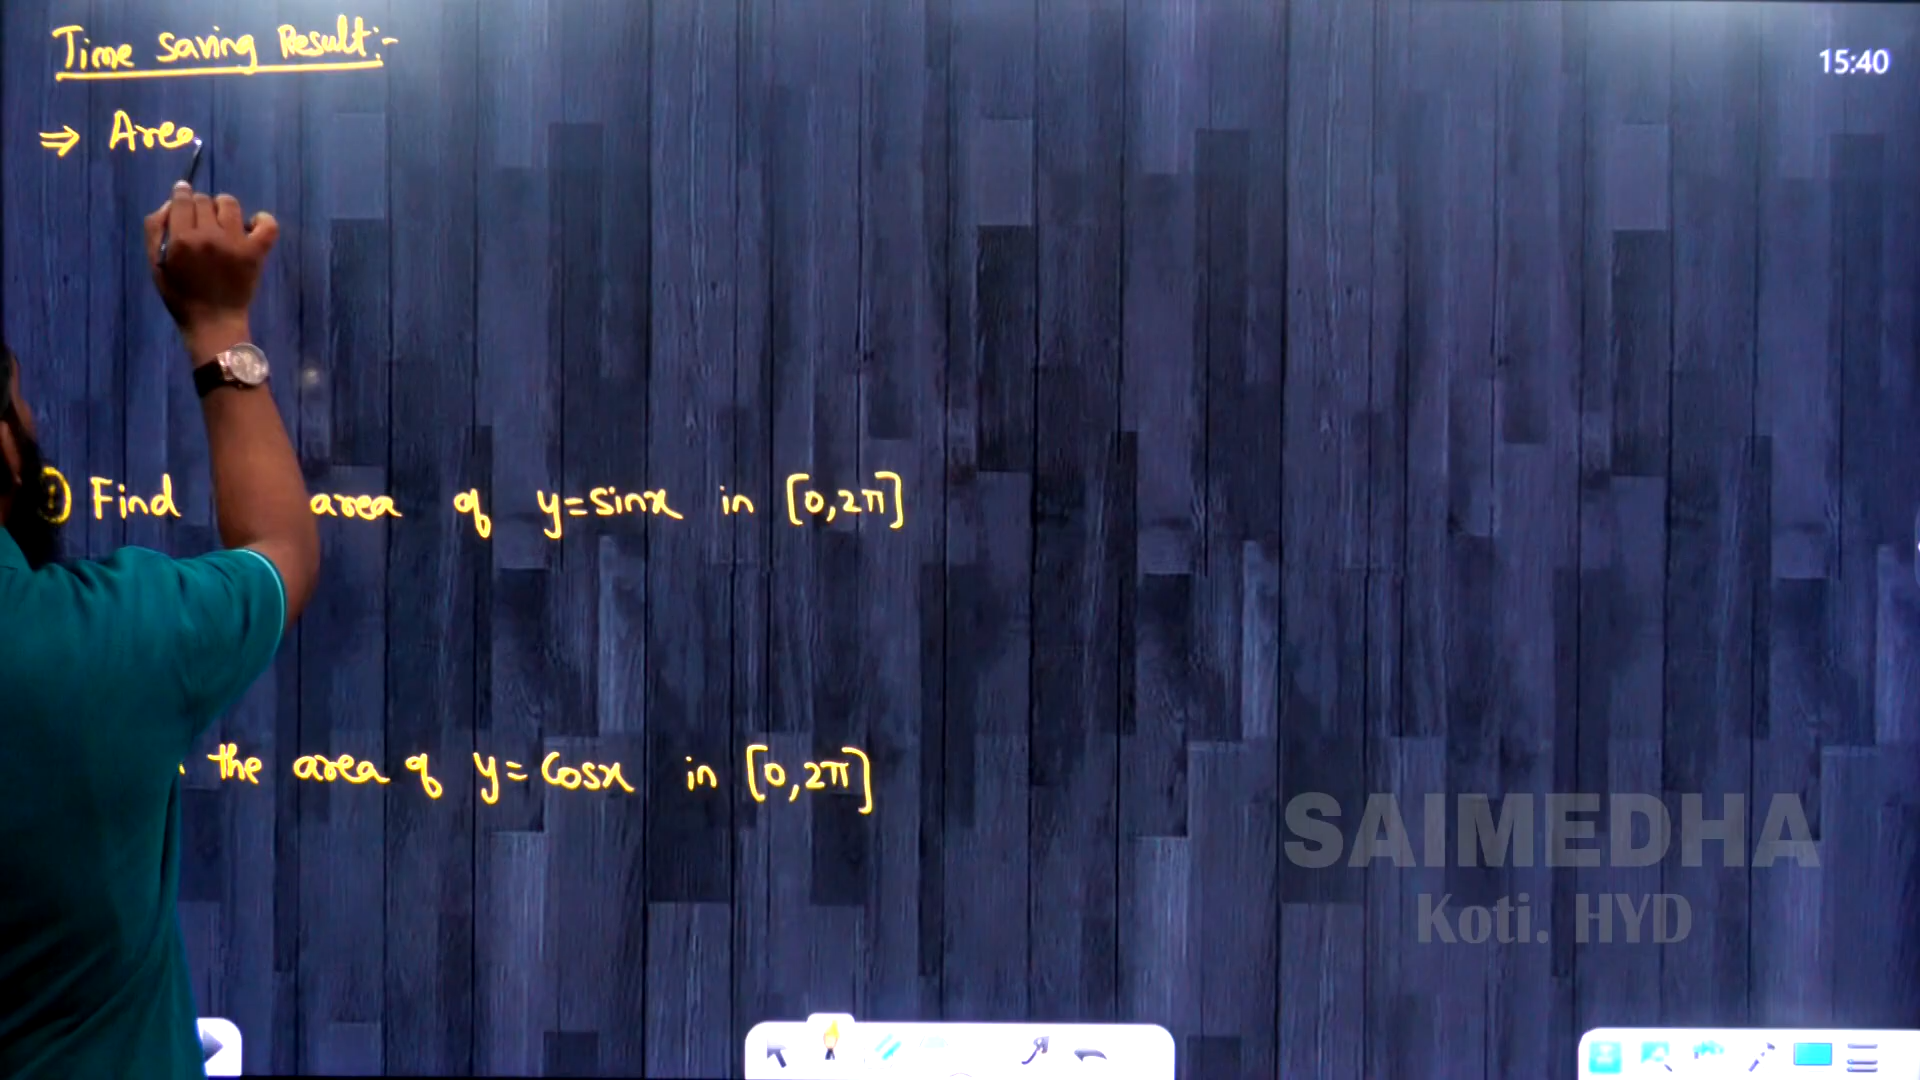 Time Saving Result:-
15:40
⇒ Area
Find area of y=sinx in [0,2π]
the area of y=cosx in [0,2π]
SAIMEDHA
Koti. HYD